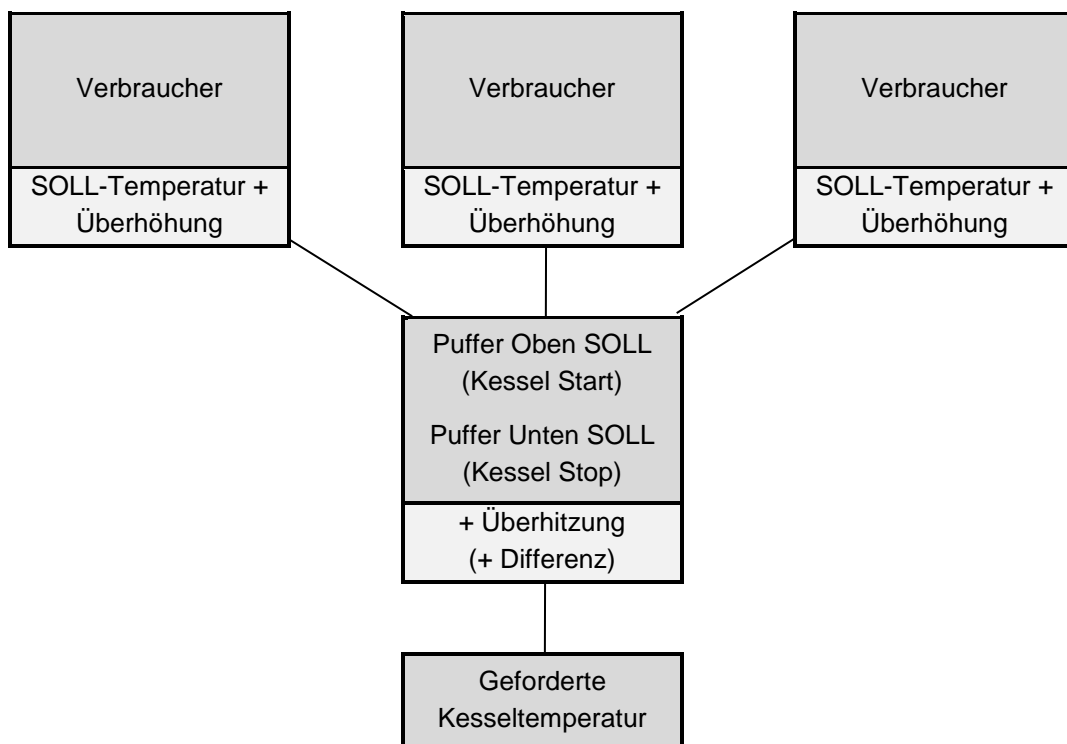 Verbraucher
SOLL-Temperatur +
Überhöhung
Verbraucher
SOLL-Temperatur +
Überhöhung
Verbraucher
SOLL-Temperatur +
Überhöhung
Puffer Oben SOLL
(Kessel Start)
Puffer Unten SOLL
(Kessel Stop)
+ Überhitzung
(+ Differenz)
Geforderte
Kesseltemperatur